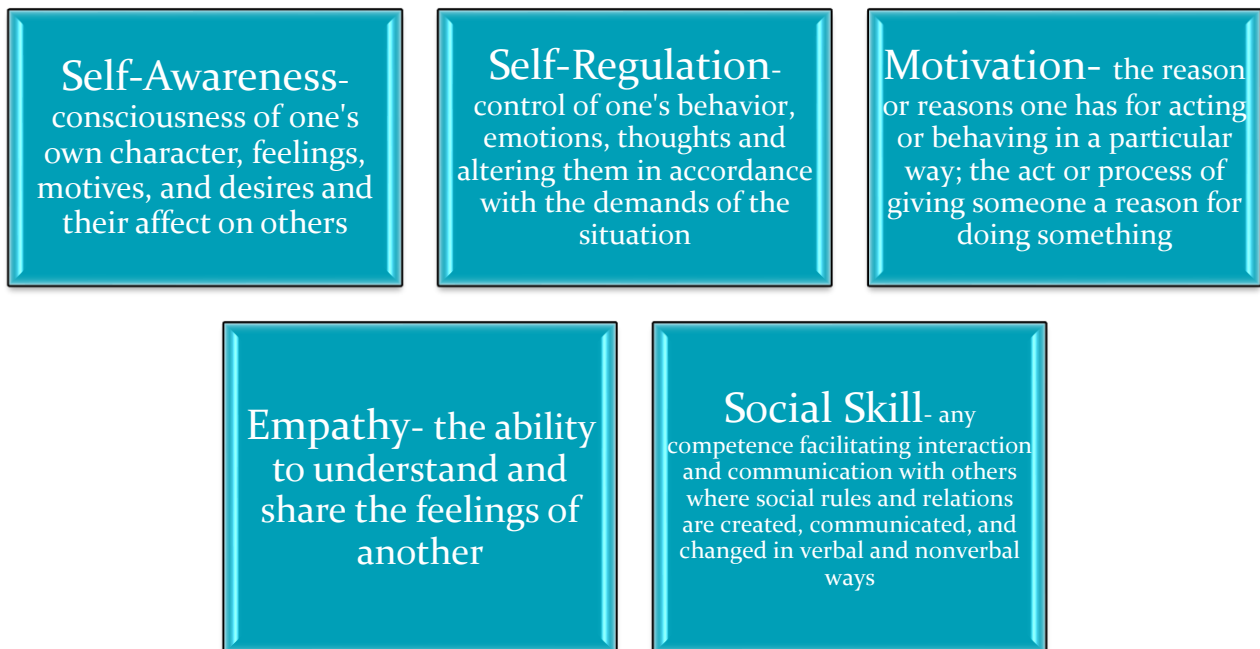 Self-Awareness-
consciousness of one's
own character, feelings,
motives, and desires and
their affect on others
Self-Regulation-
control of one's behavior,
emotions, thoughts and
altering them in accordance
with the demands of the
situation
Motivation- the reason
or reasons one has for acting
or behaving in a particular
way; the act or process of
giving someone a reason for
doing something
Empathy- the ability
to understand and
share the feelings of
another
Social Skill- any
competence facilitating interaction
and communication with others
where social rules and relations
are created, communicated, and
changed in verbal and nonverbal
ways